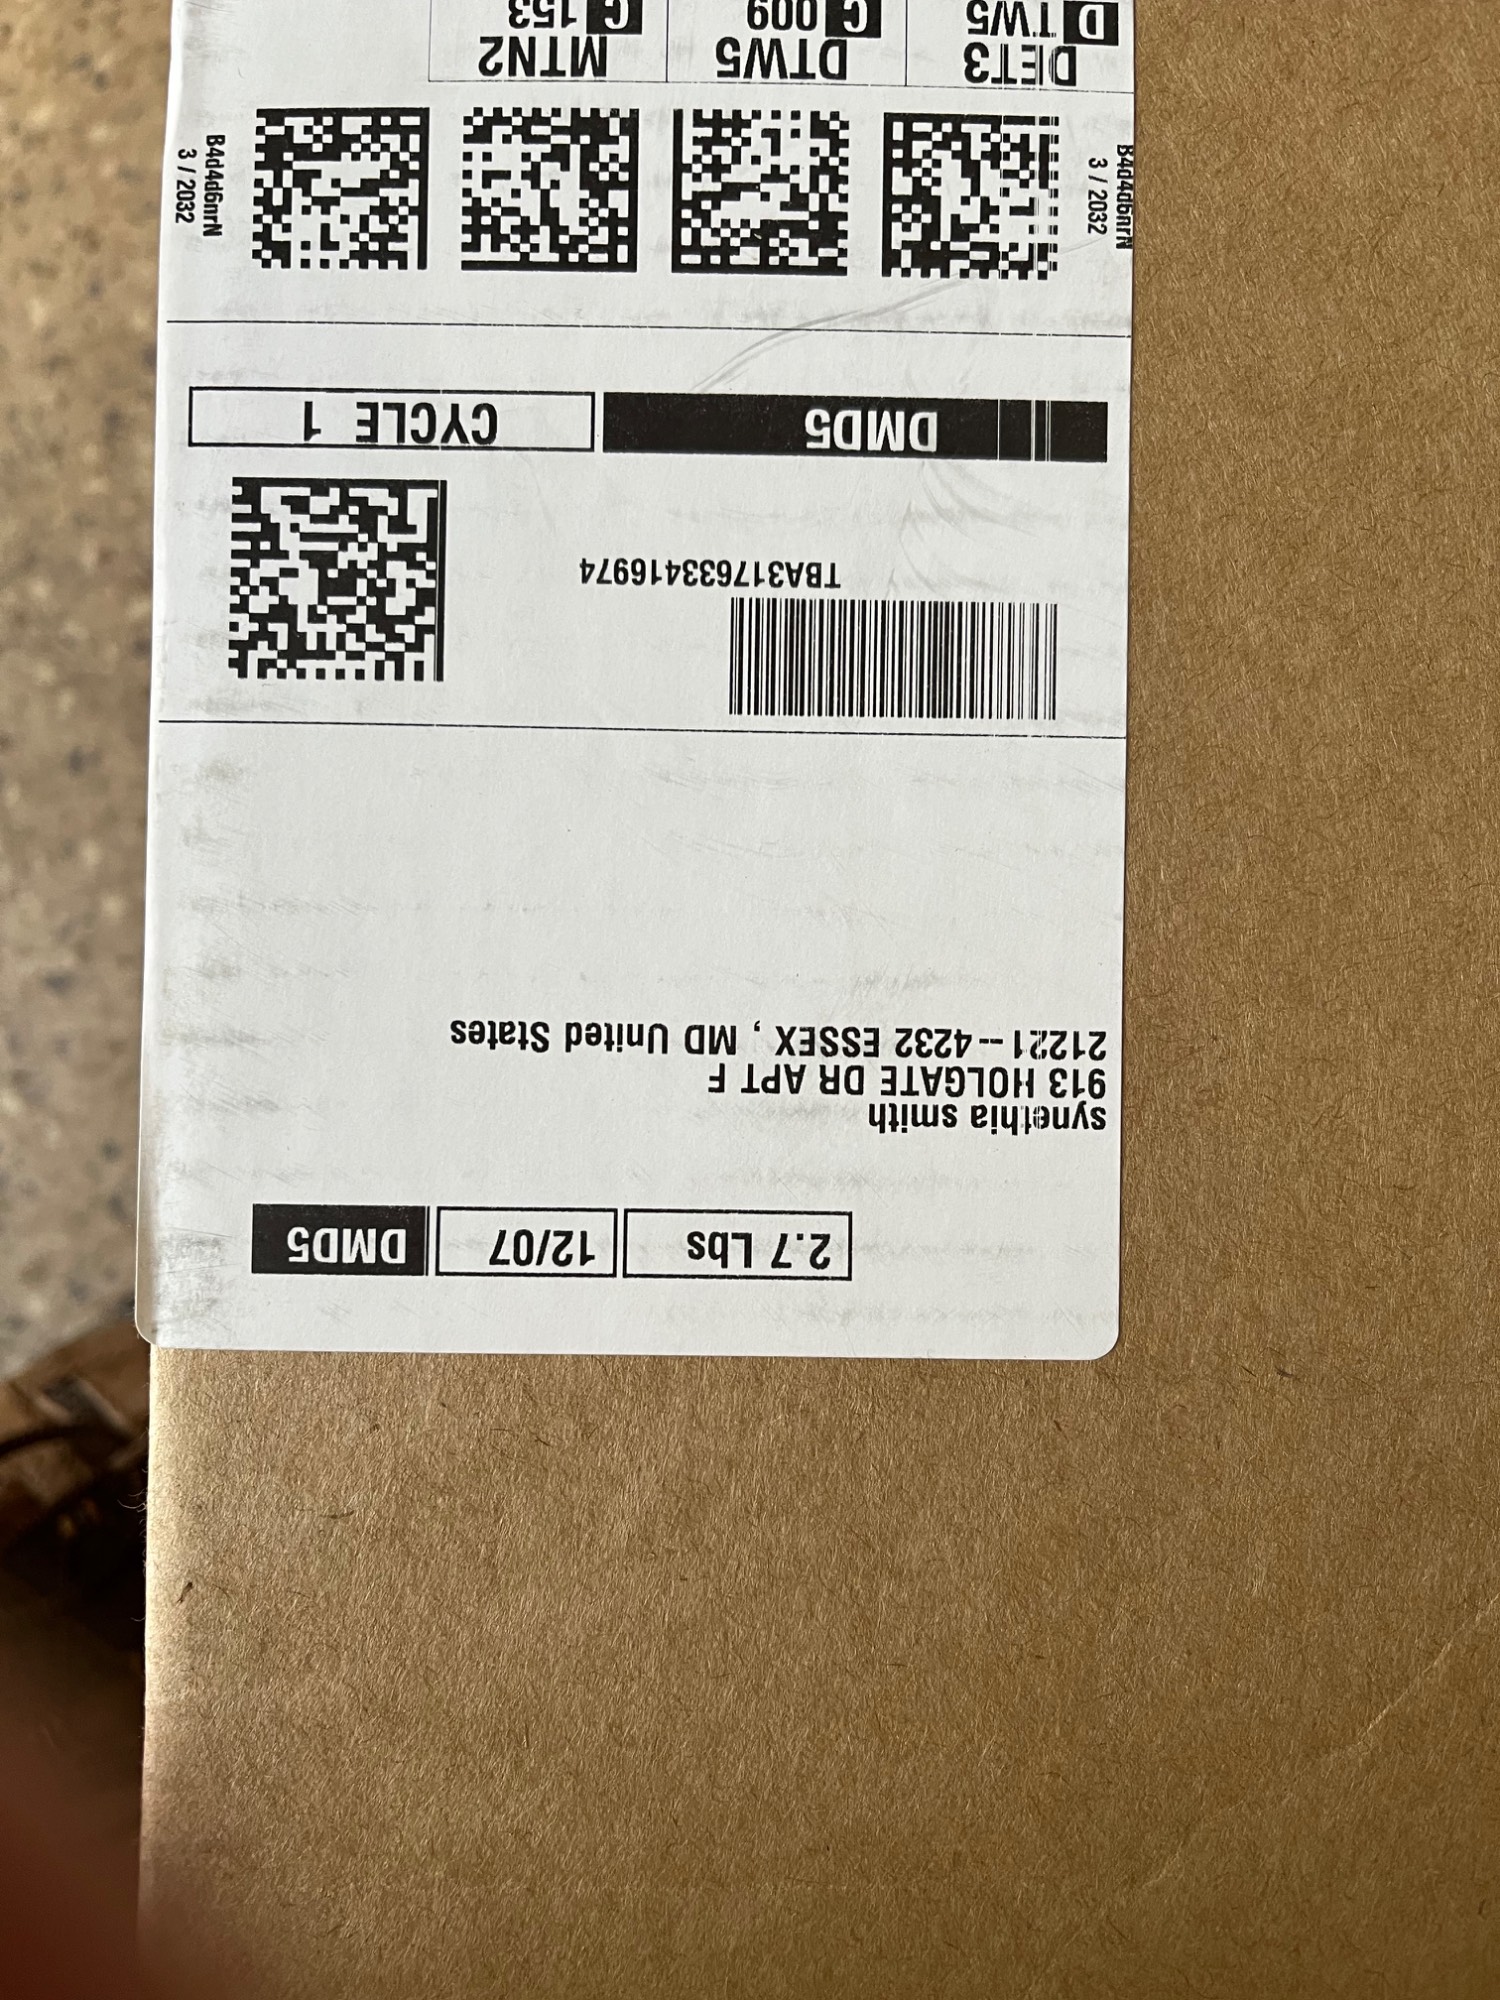 2.7 Lbs 12/07 DMD5
synethia smith
913 HOLGATE DR APT F
21221--4232 ESSEX , MD United States
TBA317633416974
DMD5 CYCLE 1
B4d4d6nrN
3 / 2032
B4d4d6nrN
3 / 2032
DET3 DTW5 MTN2
D TW5 C 009 C 153